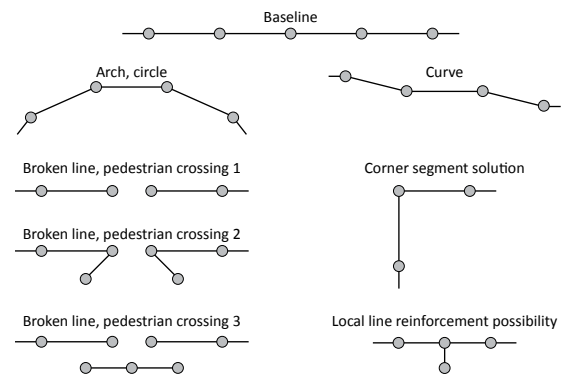 Baseline
Arch, circle
Curve
Broken line, pedestrian crossing 1
Corner segment solution
Broken line, pedestrian crossing 2
Broken line, pedestrian crossing 3
Local line reinforcement possibility